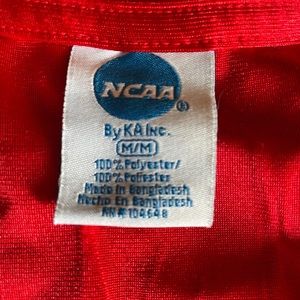 NCAA®
By KA Inc.
M/M
100% Polyester/
100% Poliester
Made In Bangladesh
Hecho En Bangladesh
RN# 104648